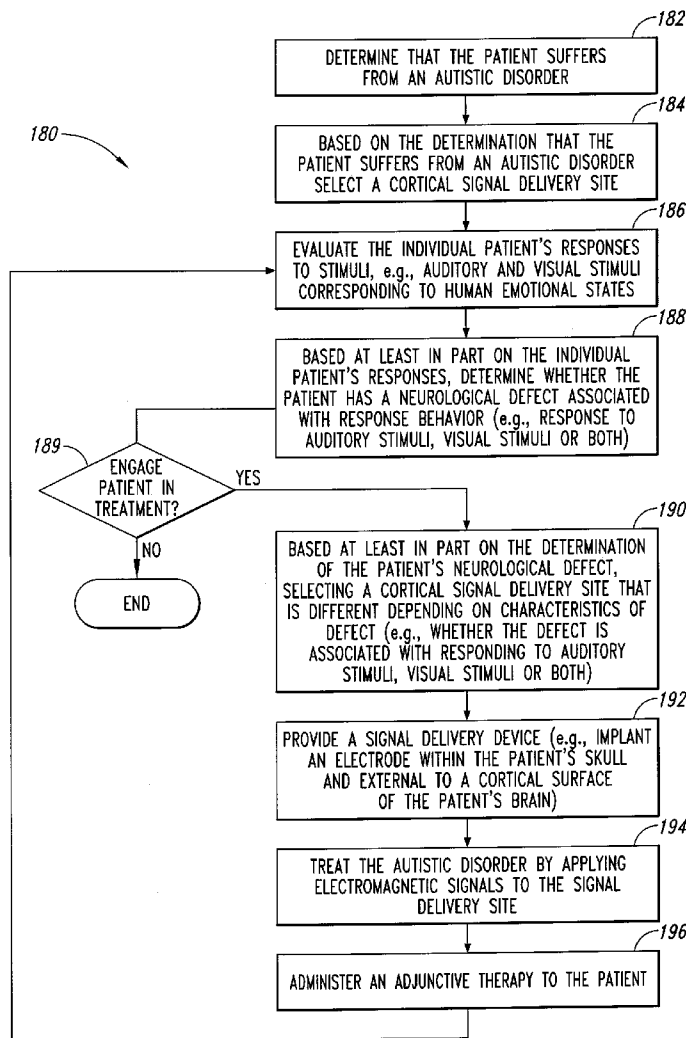 182
DETERMINE THAT THE PATIENT SUFFERS
FROM AN AUTISTIC DISORDER
184
180
BASED ON THE DETERMINATION THAT THE
PATIENT SUFFERS FROM AN AUTISTIC DISORDER
SELECT A CORTICAL SIGNAL DELIVERY SITE
186
EVALUATE THE INDIVIDUAL PATIENT'S RESPONSES
TO STIMULI, e.g., AUDITORY AND VISUAL STIMULI
CORRESPONDING TO HUMAN EMOTIONAL STATES
188
BASED AT LEAST IN PART ON THE INDIVIDUAL
PATIENT'S RESPONSES, DETERMINE WHETHER THE
PATIENT HAS A NEUROLOGICAL DEFECT ASSOCIATED
WITH RESPONSE BEHAVIOR (e.g., RESPONSE TO
AUDITORY STIMULI, VISUAL STIMULI OR BOTH)
189
ENGAGE
PATIENT IN
TREATMENT?
YES
NO
END
190
BASED AT LEAST IN PART ON THE DETERMINATION
OF THE PATIENT'S NEUROLOGICAL DEFECT,
SELECTING A CORTICAL SIGNAL DELIVERY SITE THAT
IS DIFFERENT DEPENDING ON CHARACTERISTICS OF
DEFECT (e.g., WHETHER THE DEFECT IS
ASSOCIATED WITH RESPONDING TO AUDITORY
STIMULI, VISUAL STIMULI OR BOTH)
192
PROVIDE A SIGNAL DELIVERY DEVICE (e.g., IMPLANT
AN ELECTRODE WITHIN THE PATIENT'S SKULL
AND EXTERNAL TO A CORTICAL SURFACE
OF THE PATENT'S BRAIN)
194
TREAT THE AUTISTIC DISORDER BY APPLYING
ELECTROMAGNETIC SIGNALS TO THE SIGNAL
DELIVERY SITE
196
ADMINISTER AN ADJUNCTIVE THERAPY TO THE PATIENT